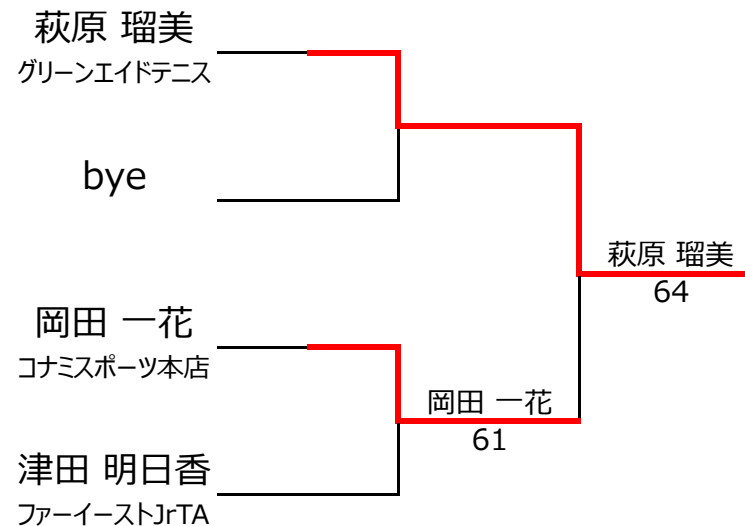 萩原 瑠美
グリーンエイドテニス
bye
萩原 瑠美
64
岡田 一花
コナミスポーツ本店
岡田 一花
61
津田 明日香
ファーイーストJrTA